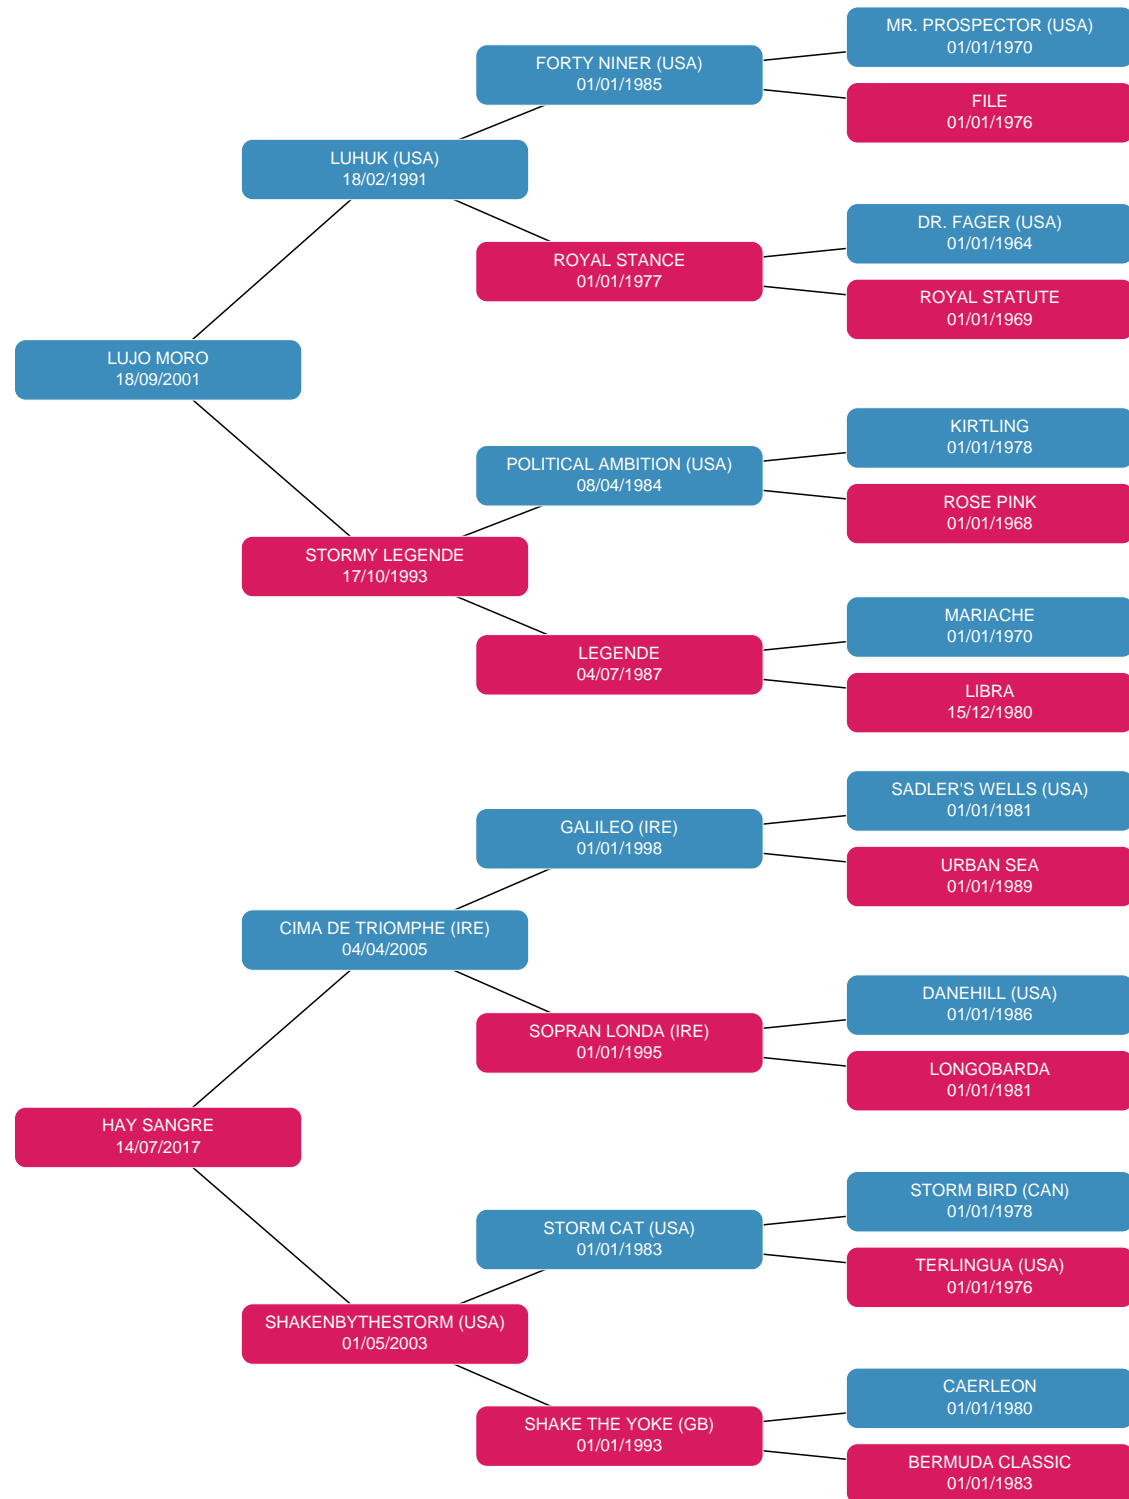 MR. PROSPECTOR (USA)
01/01/1970
FORTY NINER (USA)
01/01/1985
FILE
01/01/1976
LUHUK (USA)
18/02/1991
DR. FAGER (USA)
01/01/1964
ROYAL STANCE
01/01/1977
ROYAL STATUTE
01/01/1969
LUJO MORO
18/09/2001
KIRTLING
01/01/1978
POLITICAL AMBITION (USA)
08/04/1984
ROSE PINK
01/01/1968
STORMY LEGENDE
17/10/1993
MARIACHE
01/01/1970
LEGENDE
04/07/1987
LIBRA
15/12/1980
SADLER'S WELLS (USA)
01/01/1981
GALILEO (IRE)
01/01/1998
URBAN SEA
01/01/1989
CIMA DE TRIOMPHE (IRE)
04/04/2005
DANEHILL (USA)
01/01/1986
SOPRAN LONDA (IRE)
01/01/1995
LONGOBARDA
01/01/1981
HAY SANGRE
14/07/2017
STORM BIRD (CAN)
01/01/1978
STORM CAT (USA)
01/01/1983
TERLINGUA (USA)
01/01/1976
SHAKENBYTHESTORM (USA)
01/05/2003
CAERLEON
01/01/1980
SHAKE THE YOKE (GB)
01/01/1993
BERMUDA CLASSIC
01/01/1983